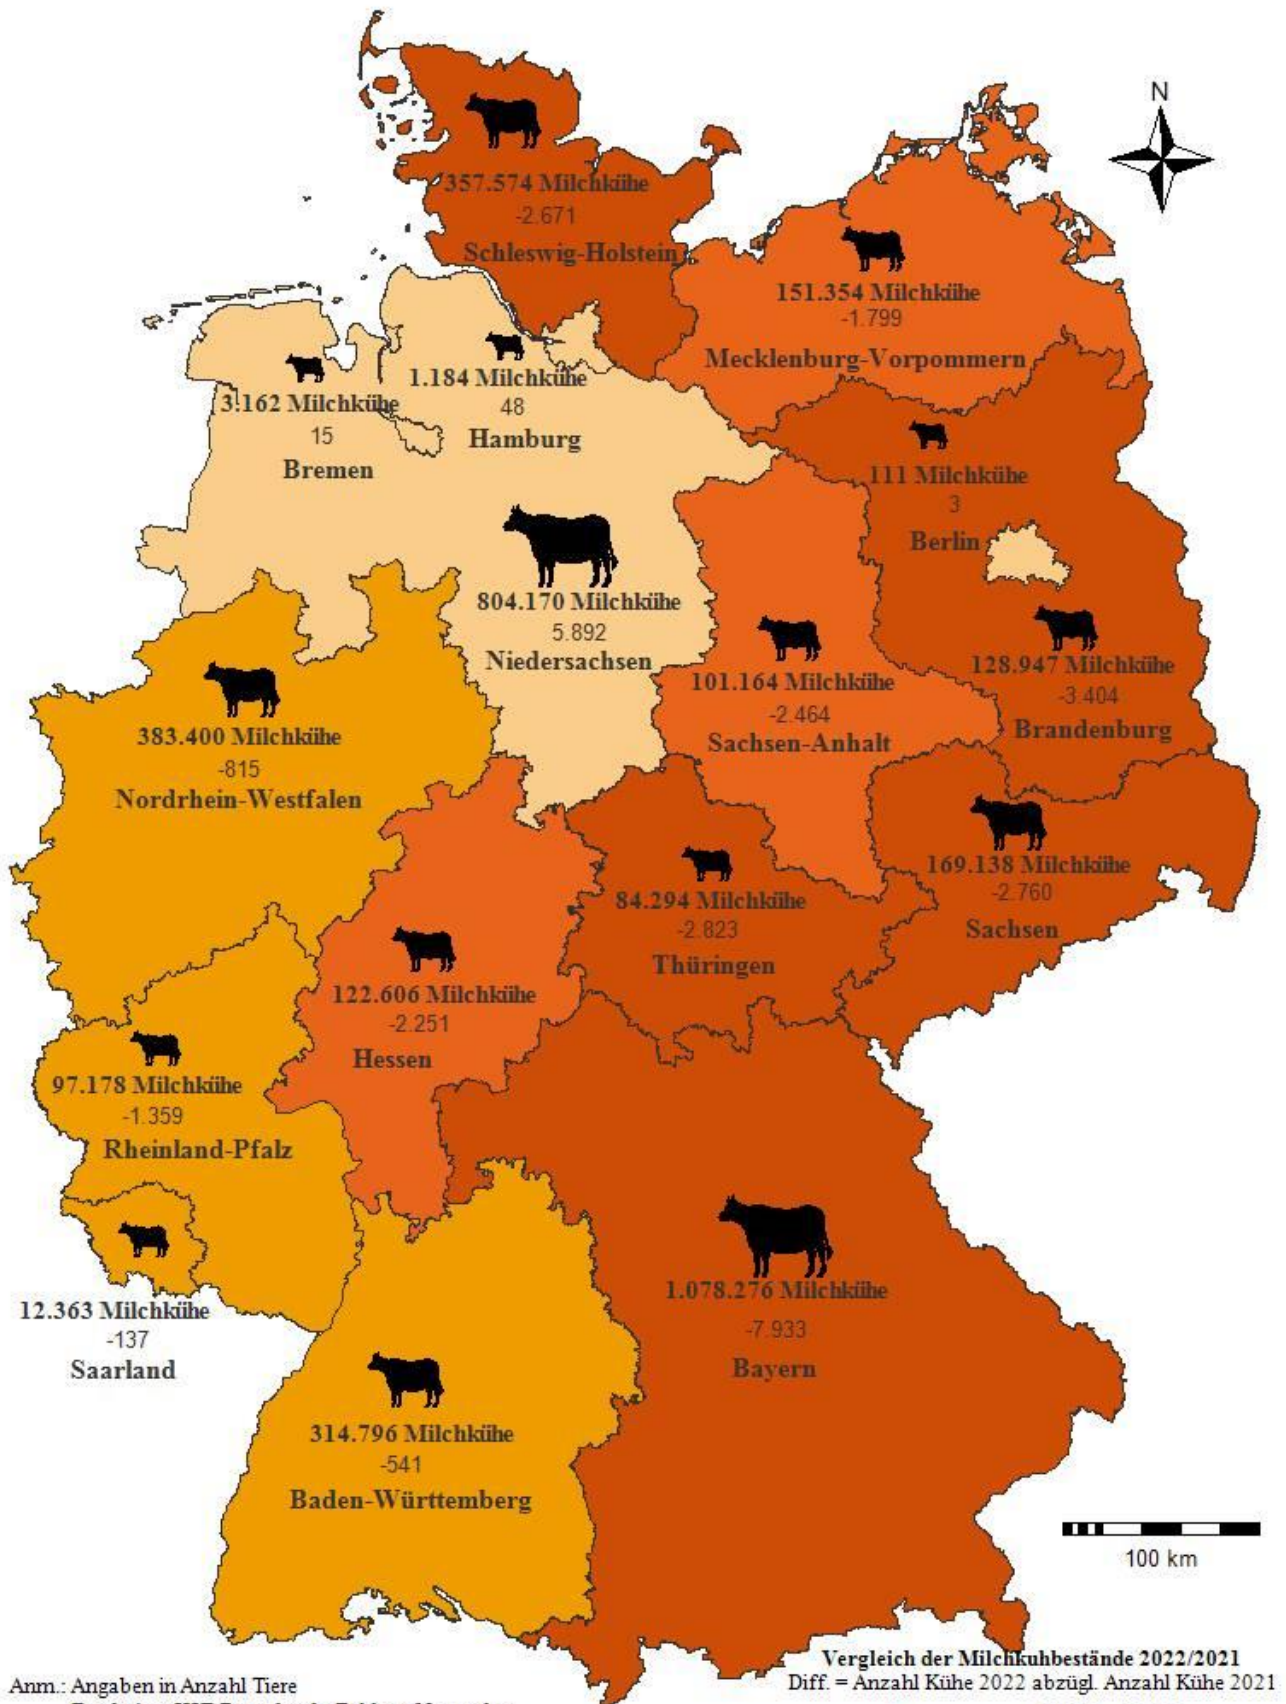 N
357.574 Milchkühe
-2.671
Schleswig-Holstein
151.354 Milchkühe
-1.799
Mecklenburg-Vorpommern
3.162 Milchkühe
15
Bremen
1.184 Milchkühe
48
Hamburg
111 Milchkühe
3
Berlin
804.170 Milchkühe
5.892
Niedersachsen
101.164 Milchkühe
-2.464
Sachsen-Anhalt
128.947 Milchkühe
-3.404
Brandenburg
383.400 Milchkühe
-815
Nordrhein-Westfalen
169.138 Milchkühe
-2.760
Sachsen
84.294 Milchkühe
-2.823
Thüringen
122.606 Milchkühe
-2.251
Hessen
97.178 Milchkühe
-1.359
Rheinland-Pfalz
12.363 Milchkühe
-137
Saarland
1.078.276 Milchkühe
-7.933
Bayern
314.796 Milchkühe
-541
Baden-Württemberg
100 km
Vergleich der Milchkuhbestände 2022/2021
Diff. = Anzahl Kühe 2022 abzügl. Anzahl Kühe 2021
Anm.: Angaben in Anzahl Tiere